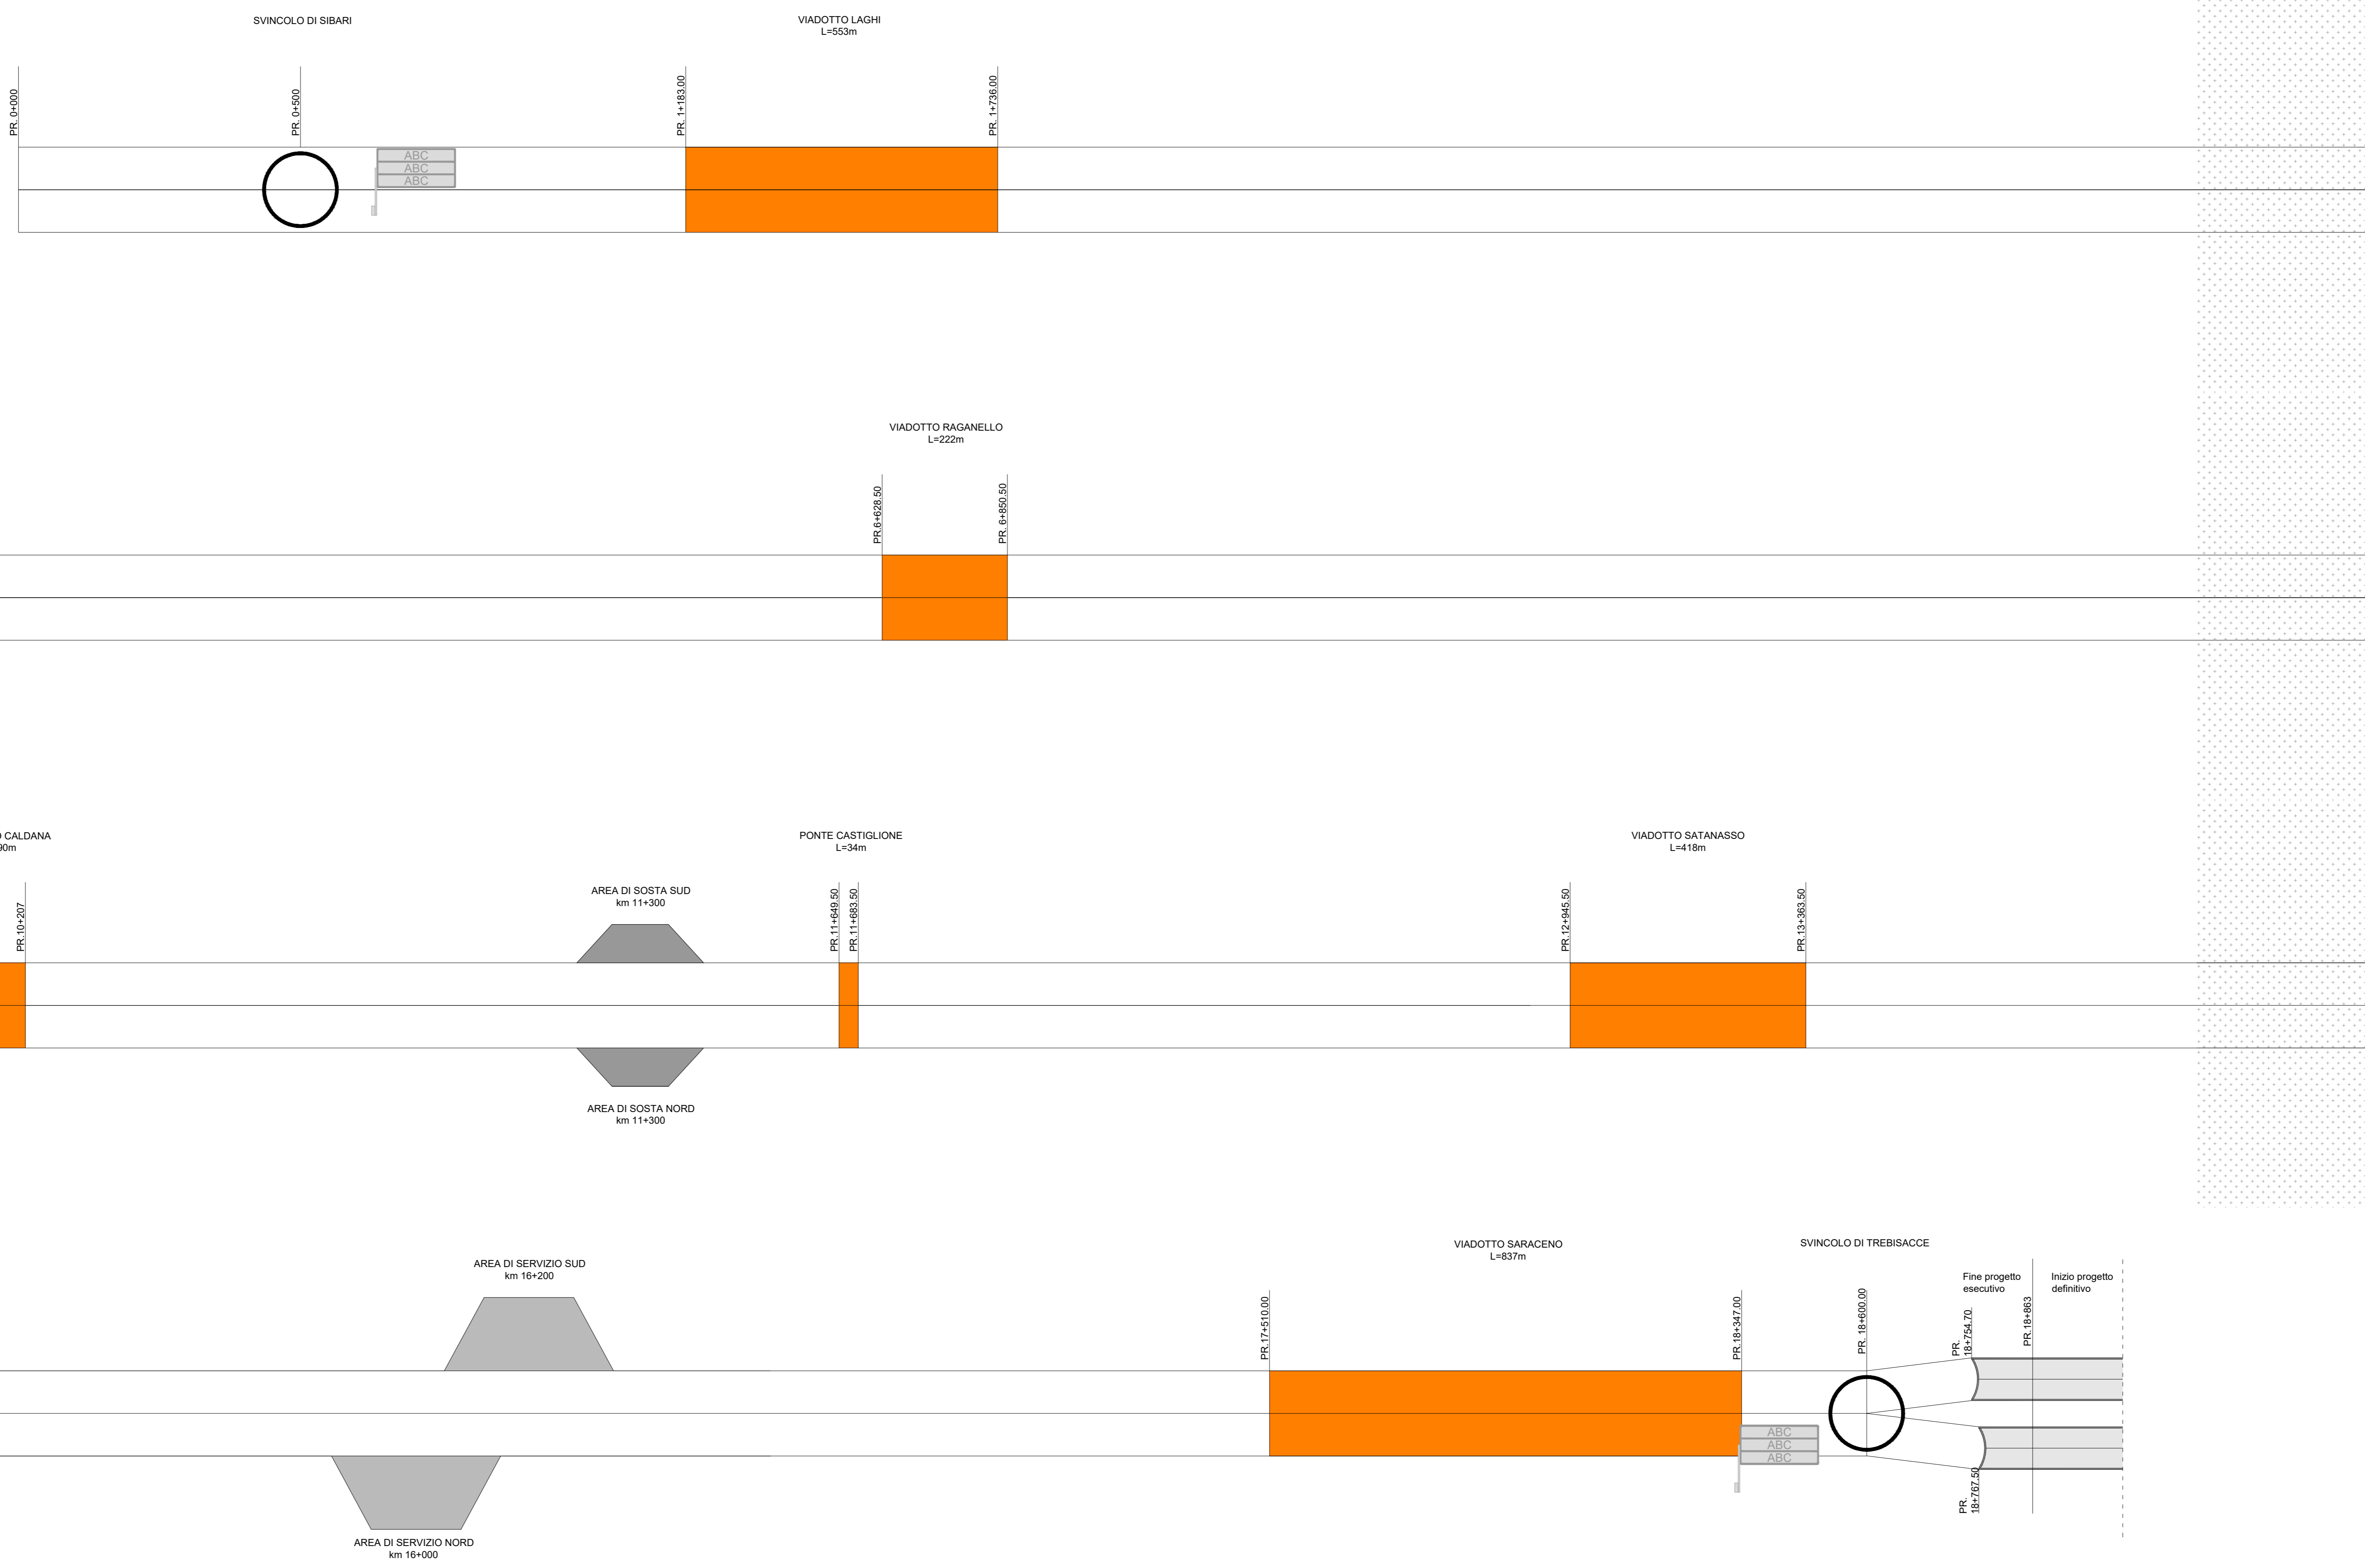 SVINCOLO DI SIBARI
VIADOTTO LAGHI
L=553m
PR. 0+000
PR. 0+500
PR. 1+183.00
PR. 1+736.00
ABC
ABC
ABC
VIADOTTO RAGANELLO
L=222m
PR.6+628.50
PR. 6+850.50
CALDANA
90m
PONTE CASTIGLIONE
L=34m
VIADOTTO SATANASSO
L=418m
AREA DI SOSTA SUD
km 11+300
PR.10+207
PR.11+649.50
PR.11+683.50
PR.12+945.50
PR.13+363.50
AREA DI SOSTA NORD
km 11+300
VIADOTTO SARACENO
L=837m
SVINCOLO DI TREBISACCE
AREA DI SERVIZIO SUD
km 16+200
Fine progetto
esecutivo
Inizio progetto
definitivo
PR.17+510.00
PR.18+347.00
PR. 18+600.00
PR.
18+754.70
PR.18+863
ABC
ABC
ABC
PR.
18+767.50
AREA DI SERVIZIO NORD
km 16+000